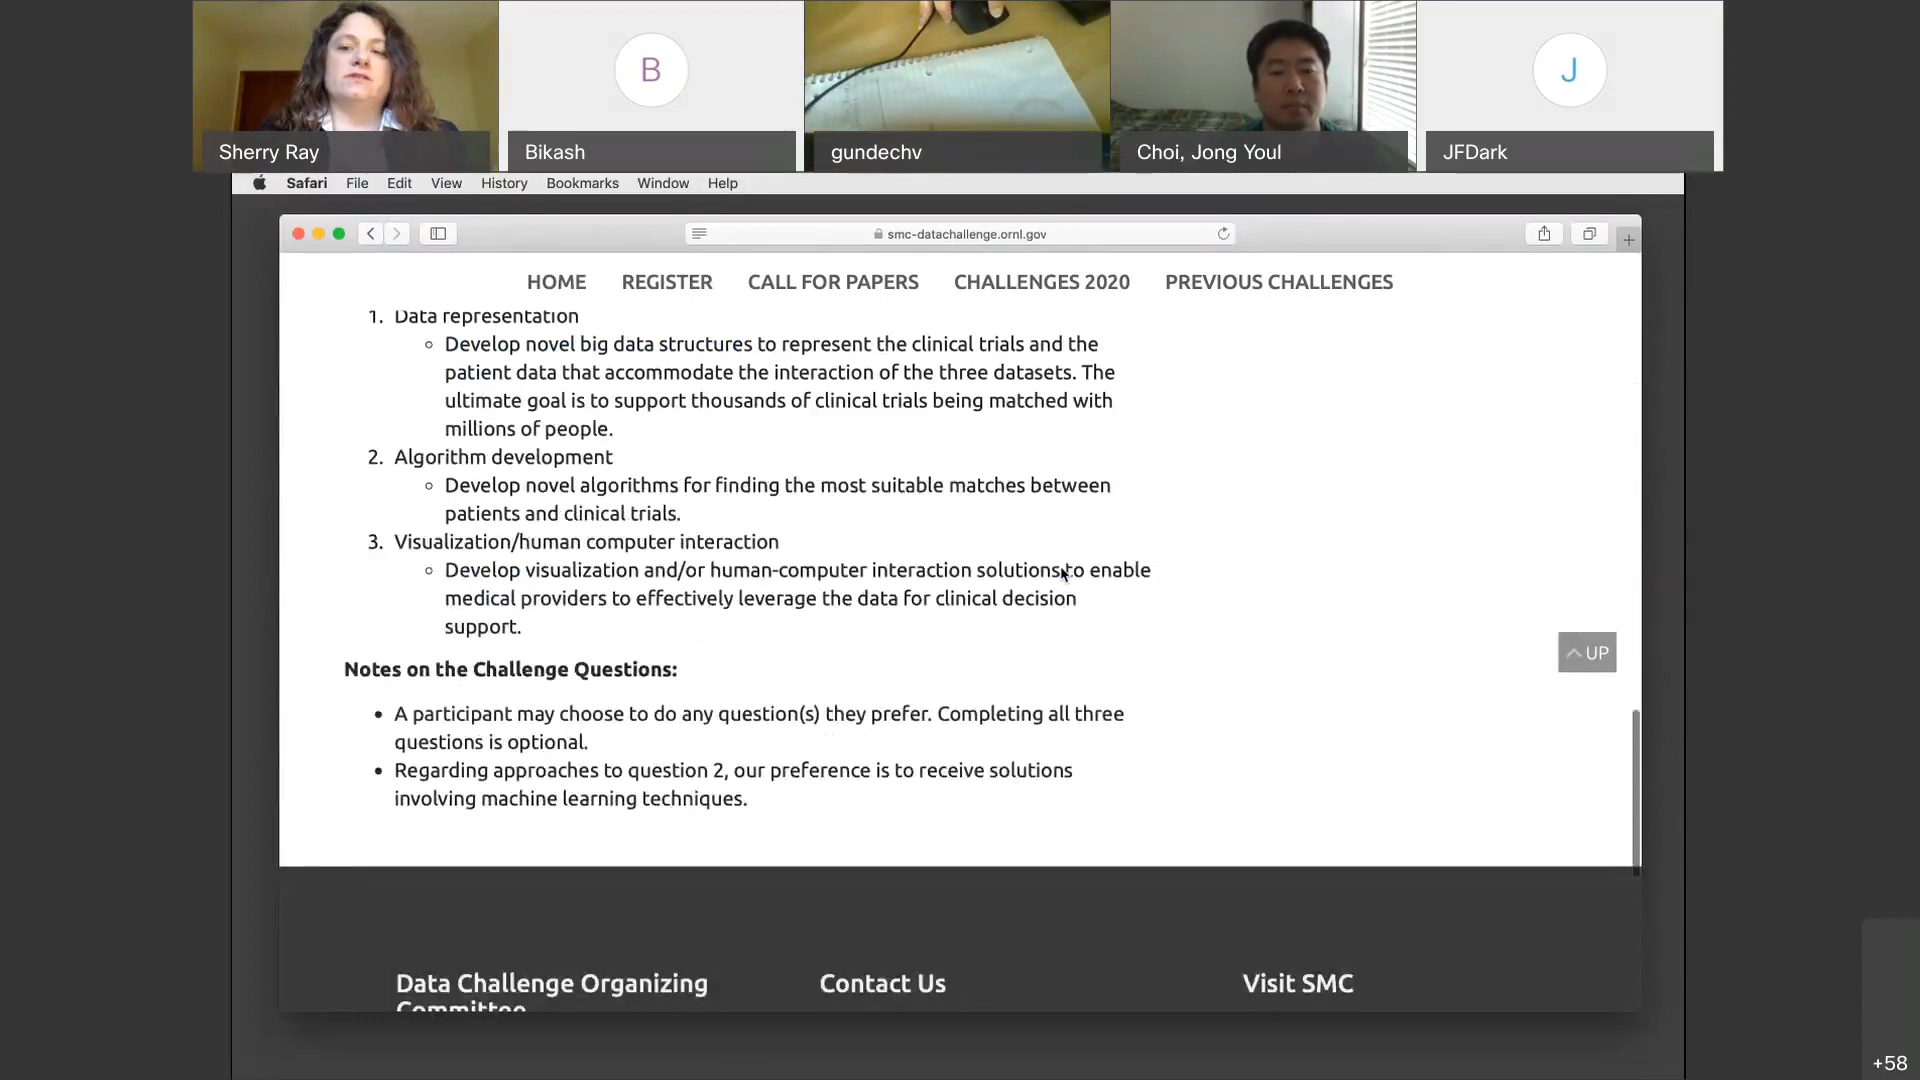 B
J
Sherry Ray
Bikash
gundechv
Choi, Jong Youl
JFDark
Safari File Edit View History Bookmarks Window Help
smc-datachallenge.ornl.gov
HOME REGISTER CALL FOR PAPERS CHALLENGES 2020 PREVIOUS CHALLENGES
1. Data representation
Develop novel big data structures to represent the clinical trials and the
patient data that accommodate the interaction of the three datasets. The
ultimate goal is to support thousands of clinical trials being matched with
millions of people.
2. Algorithm development
Develop novel algorithms for finding the most suitable matches between
patients and clinical trials.
3. Visualization/human computer interaction
Develop visualization and/or human-computer interaction solutions to enable
medical providers to effectively leverage the data for clinical decision
support.
UP
Notes on the Challenge Questions:
A participant may choose to do any question(s) they prefer. Completing all three
questions is optional.
Regarding approaches to question 2, our preference is to receive solutions
involving machine learning techniques.
Data Challenge Organizing
Committee
Contact Us
Visit SMC
+58